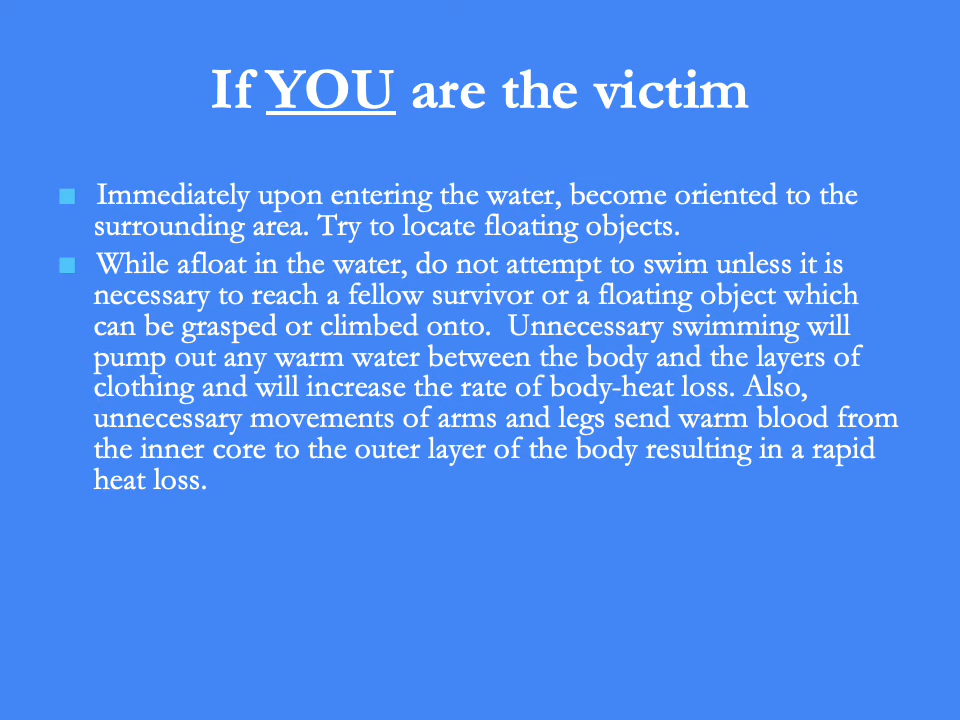 If YOU are the victim
Immediately upon entering the water, become oriented to the
surrounding area. Try to locate floating objects.
While afloat in the water, do not attempt to swim unless it is
necessary to reach a fellow survivor or a floating object which
can be grasped or climbed onto.  Unnecessary swimming will
pump out any warm water between the body and the layers of
clothing and will increase the rate of body-heat loss. Also,
unnecessary movements of arms and legs send warm blood from
the inner core to the outer layer of the body resulting in a rapid
heat loss.